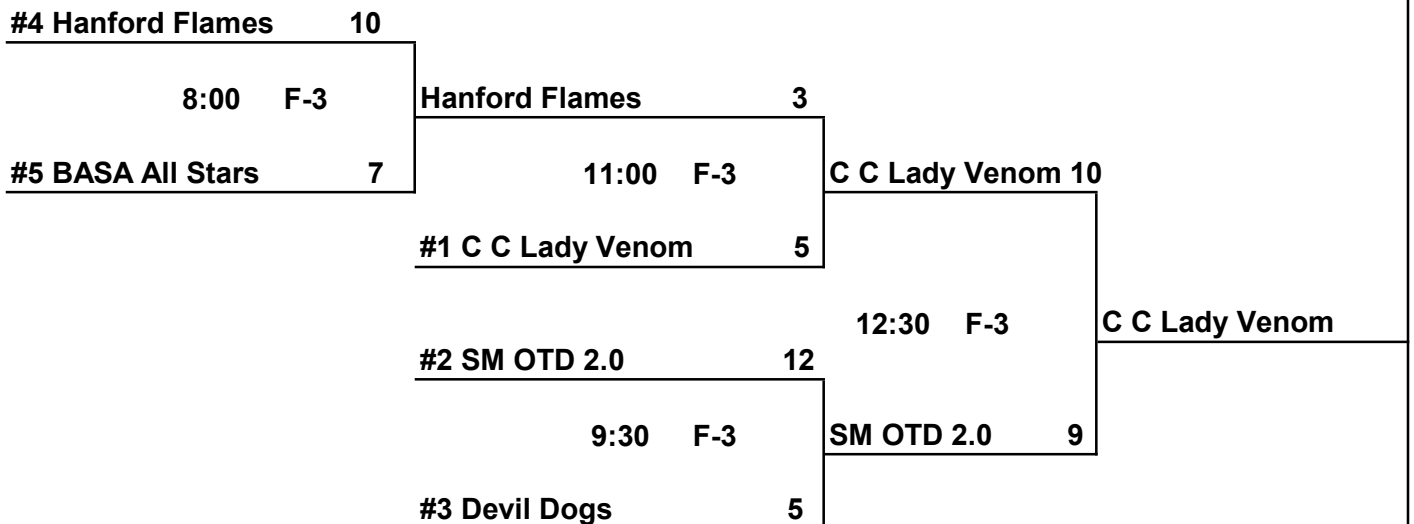 #4 Hanford Flames 10
8:00 F-3
Hanford Flames 3
#5 BASA All Stars 7
11:00 F-3
C C Lady Venom 10
#1 C C Lady Venom 5
12:30 F-3
C C Lady Venom
#2 SM OTD 2.0 12
9:30 F-3
SM OTD 2.0 9
#3 Devil Dogs 5